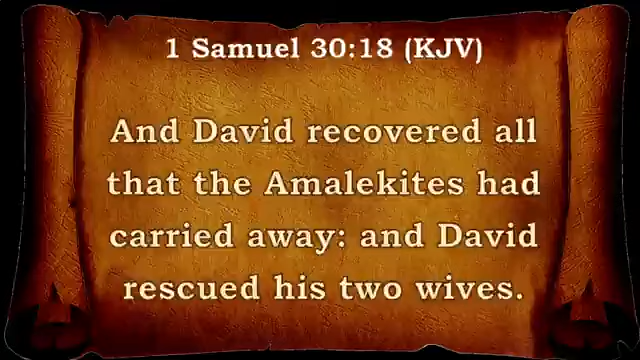 1 Samuel 30:18 (KJV)
And David recovered all
that the Amalekites had
carried away: and David
rescued his two wives.